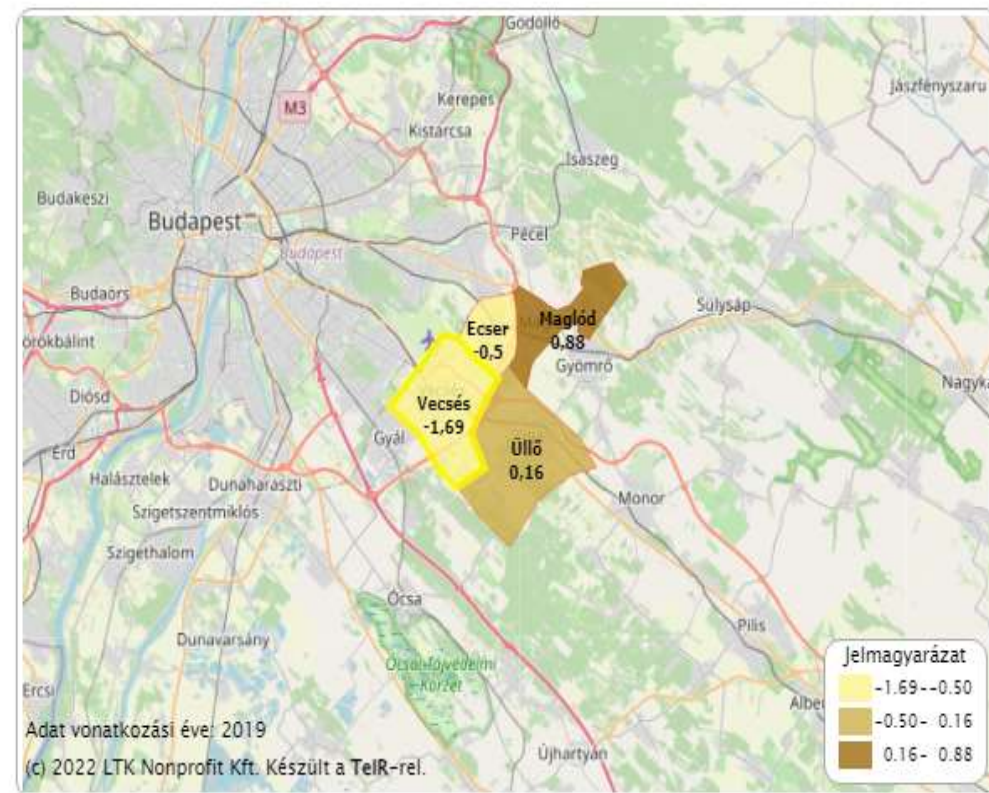 Gödöllő
Jászfényszaru
M3
Kerepes
Kistarcsa
Isaszeg
Budakeszi
Budapest
Pécel
Budapest
Budaörs
Sülysáp
Ecser
-0,5
Maglód
0,88
Gyömrő
Diósd
Vecsés
-1,69
Gyál
Üllő
0,16
Érd
Halásztelek
Dunaharaszti
Monor
Szigetszentmiklós
Szigethalom
Ócsa
Pilis
Dunavarsány
Ócsai Tájvédelmi
Körzet
Ercsi
Újhartyán
Jelmagyarázat
-1.69--0.50
-0.50- 0.16
0.16- 0.88
Adat vonatkozási éve: 2019
(c) 2022 LTK Nonprofit Kft. Készült a TeIR-rel.